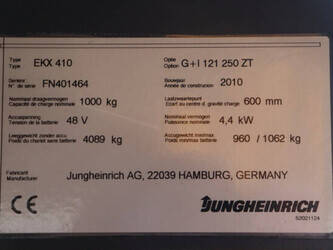 Type EKX 410 Optie G+I 121 250 ZT
Type Option
Serienr. FN401464 Bouwjaar 2010
N° de série Année de construction
Nominaal draagvermogen 1000 kg Lastzwaartepunt 600 mm
Capacité de charge nominale Ecart au centre d. gravité charge
Accuspanning 48 V Nominaal vermogen 4,4 kW
Tension de la batterie Puissance nominale
Leeggewicht zonder accu 4089 kg Accugewicht min/max 960 / 1062 kg
Poids du chariot sans batterie Poids de la batterie min/max
Fabricant Jungheinrich AG, 22039 HAMBURG, GERMANY
Manufacturer
CE JUNGHEINRICH
52021124